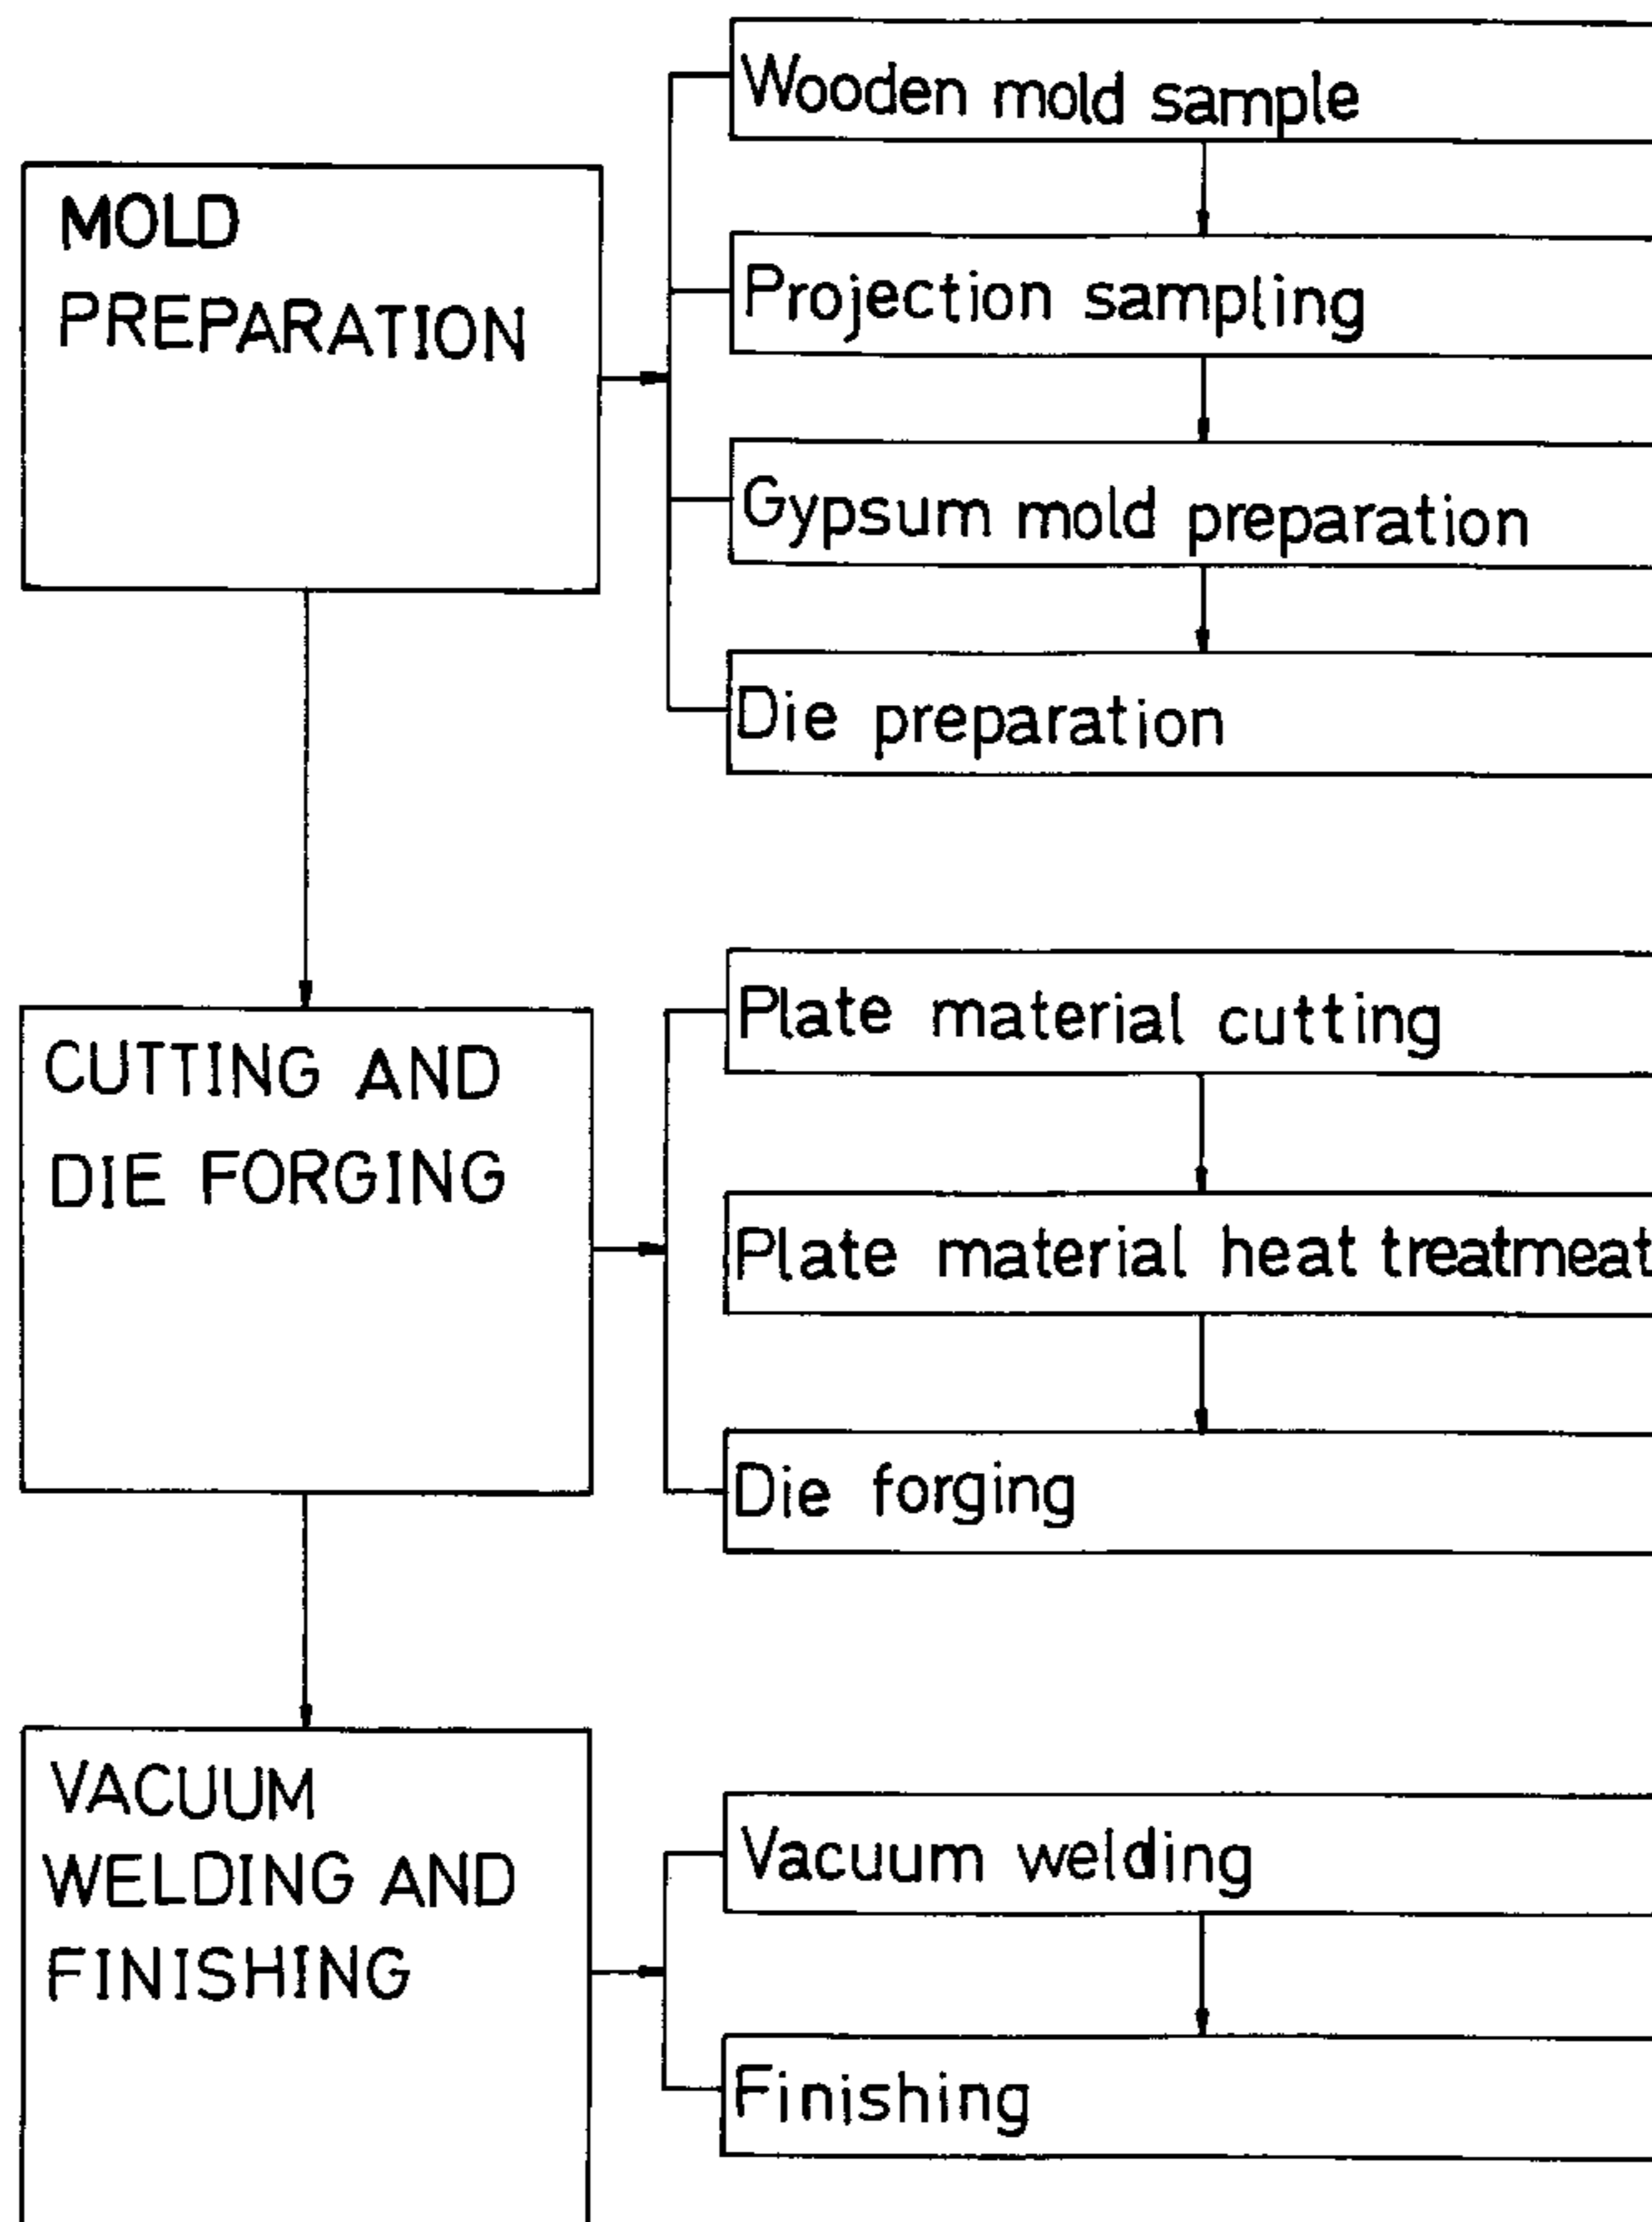 MOLD
PREPARATION
Wooden mold sample
Projection sampling
Gypsum mold preparation
Die preparation
CUTTING AND
DIE FORGING
Plate material cutting
Plate material heat treatmeat
Die forging
VACUUM
WELDING AND
FINISHING
Vacuum welding
Finishing